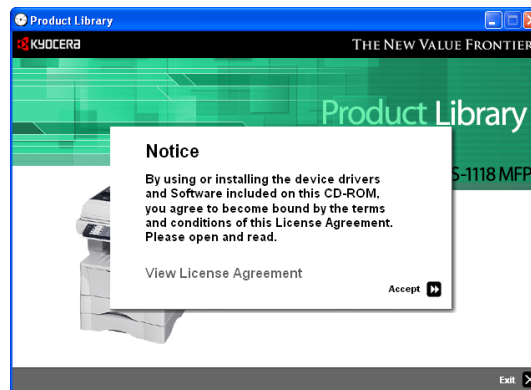 Product Library
KYOCERA
THE NEW VALUE FRONTIER
Product Library
S-1118 MFP
Notice
By using or installing the device drivers
and Software included on this CD-ROM,
you agree to become bound by the terms
and conditions of this License Agreement.
Please open and read.
View License Agreement
Accept
Exit